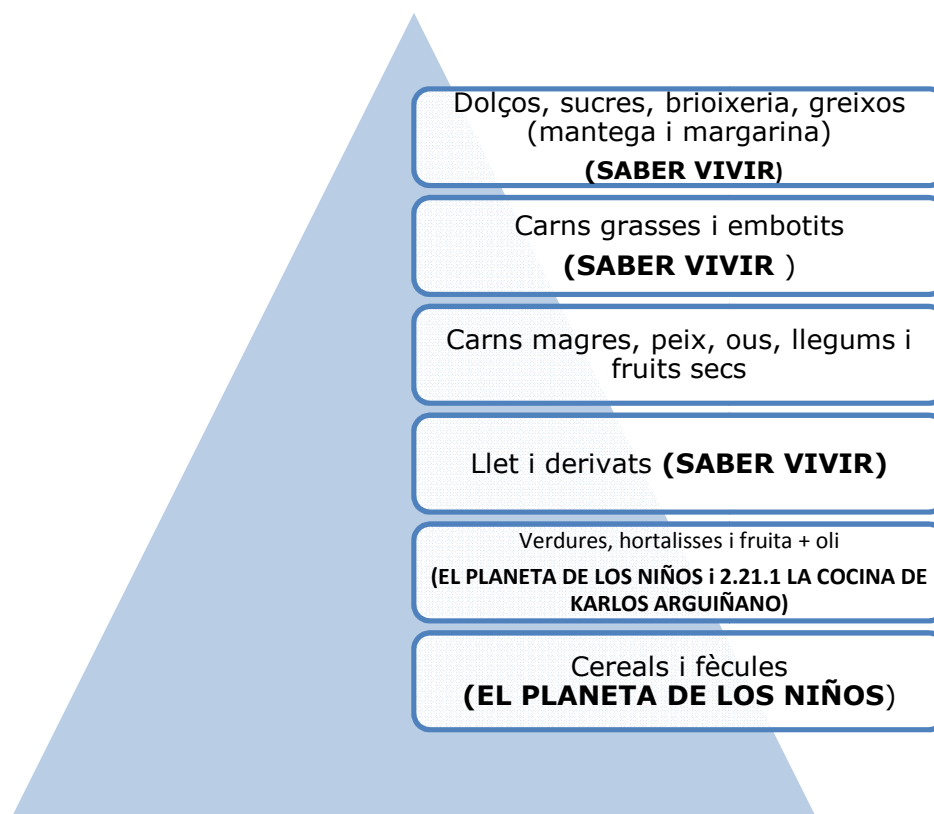 Dolços, sucres, brioixeria, greixos
(mantega i margarina)
(SABER VIVIR)
Carns grasses i embotits
(SABER VIVIR )
Carns magres, peix, ous, llegums i
fruits secs
Llet i derivats (SABER VIVIR)
Verdures, hortalisses i fruita + oli
(EL PLANETA DE LOS NIÑOS i 2.21.1 LA COCINA DE
KARLOS ARGUIÑANO)
Cereals i fècules
(EL PLANETA DE LOS NIÑOS)